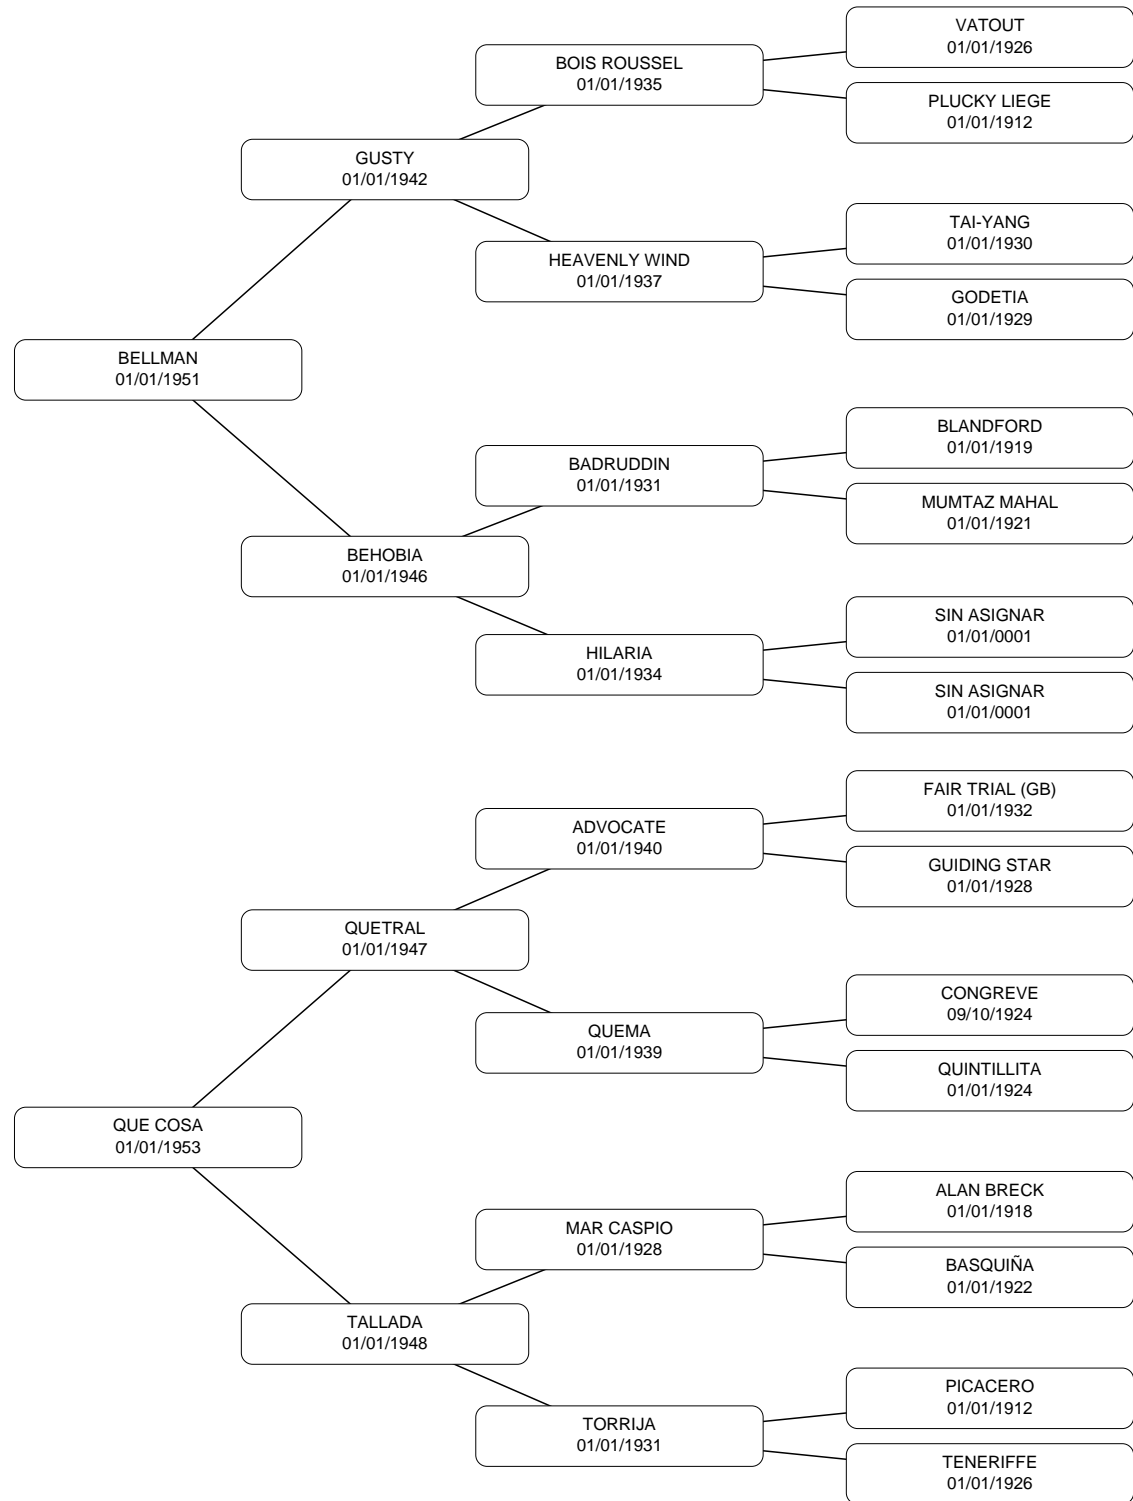 VATOUT
01/01/1926
BOIS ROUSSEL
01/01/1935
PLUCKY LIEGE
01/01/1912
GUSTY
01/01/1942
TAI-YANG
01/01/1930
HEAVENLY WIND
01/01/1937
GODETIA
01/01/1929
BELLMAN
01/01/1951
BLANDFORD
01/01/1919
BADRUDDIN
01/01/1931
MUMTAZ MAHAL
01/01/1921
BEHOBIA
01/01/1946
SIN ASIGNAR
01/01/0001
HILARIA
01/01/1934
SIN ASIGNAR
01/01/0001
FAIR TRIAL (GB)
01/01/1932
ADVOCATE
01/01/1940
GUIDING STAR
01/01/1928
QUETRAL
01/01/1947
CONGREVE
09/10/1924
QUEMA
01/01/1939
QUINTILLITA
01/01/1924
QUE COSA
01/01/1953
ALAN BRECK
01/01/1918
MAR CASPIO
01/01/1928
BASQUIÑA
01/01/1922
TALLADA
01/01/1948
PICACERO
01/01/1912
TORRIJA
01/01/1931
TENERIFFE
01/01/1926